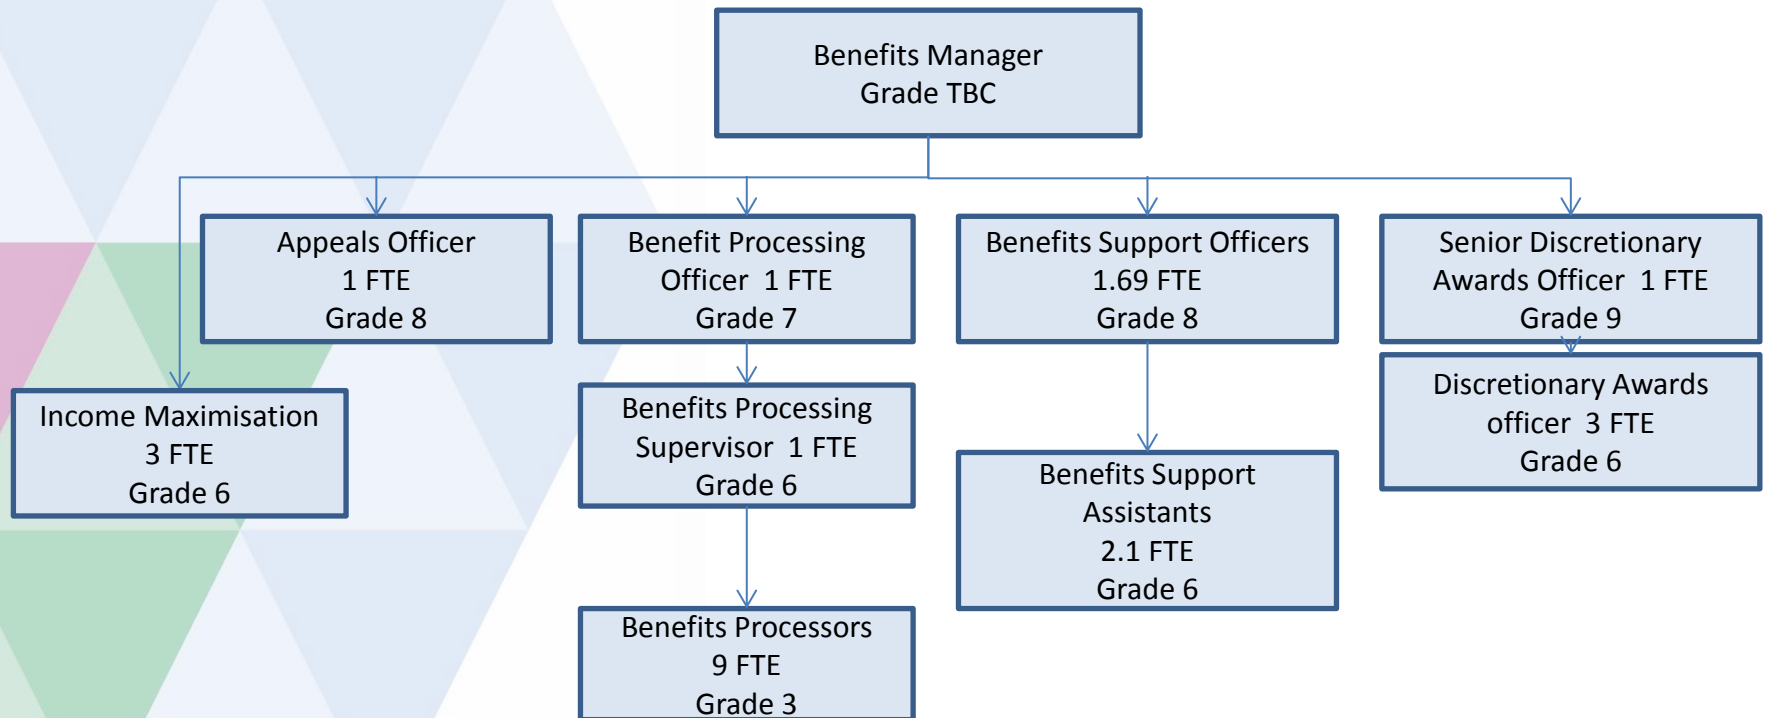 Benefits Manager
Grade TBC
Appeals Officer
1 FTE
Grade 8
Benefit Processing
Officer 1 FTE
Grade 7
Benefits Support Officers
1.69 FTE
Grade 8
Senior Discretionary
Awards Officer 1 FTE
Grade 9
Income Maximisation
3 FTE
Grade 6
Benefits Processing
Supervisor 1 FTE
Grade 6
Benefits Support
Assistants
2.1 FTE
Grade 6
Discretionary Awards
officer 3 FTE
Grade 6
Benefits Processors
9 FTE
Grade 3